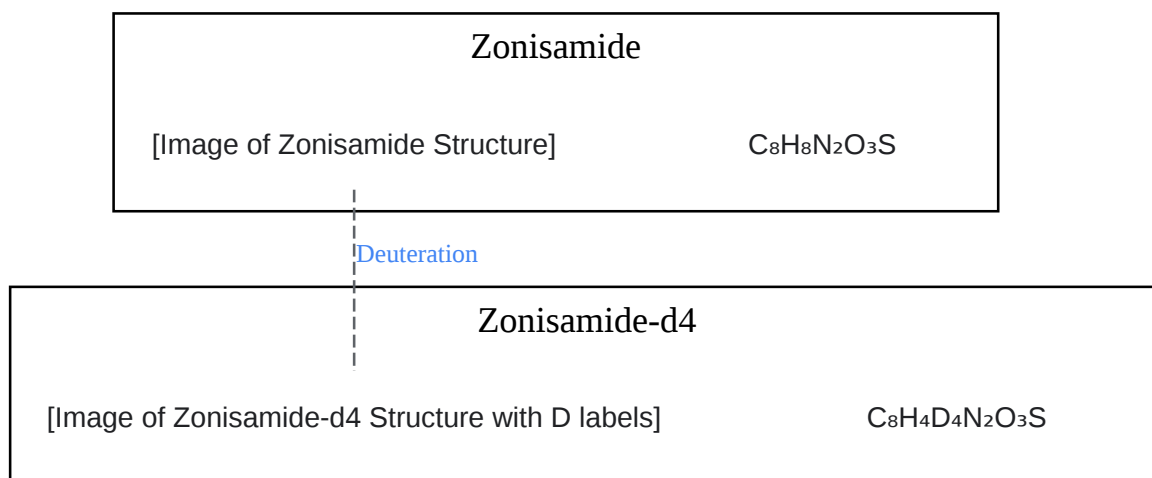 Zonisamide
[Image of Zonisamide Structure] C₈H₈N₂O₃S
Deuteration
Zonisamide-d4
[Image of Zonisamide-d4 Structure with D labels] C₈H₄D₄N₂O₃S